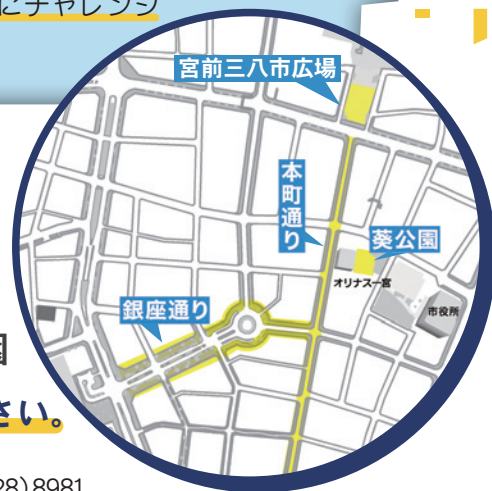 にチャレンジ
宮前三八市広場
本町通り
葵公園
オリナス一宮
市役所
銀座通り
さい。
28)8981